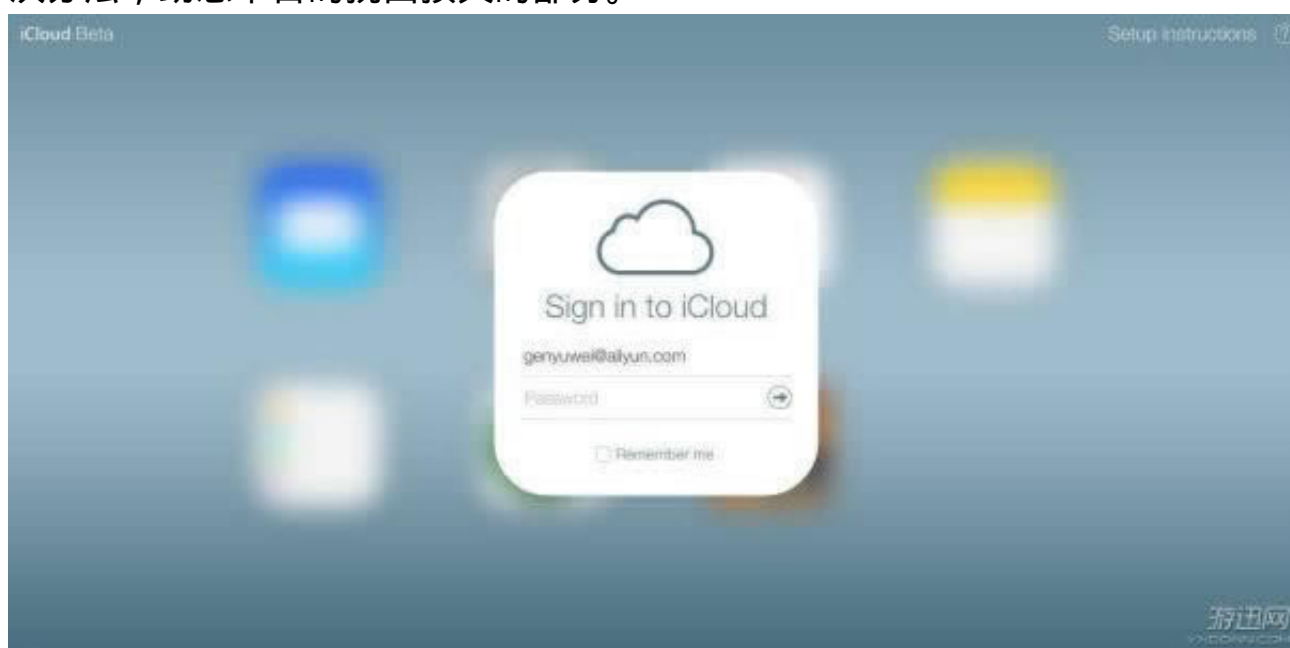 iCloud Beta
Setup Instructions
Sign in to iCloud
genyuwei@aliyun.com
Password
Remember me
游迅网